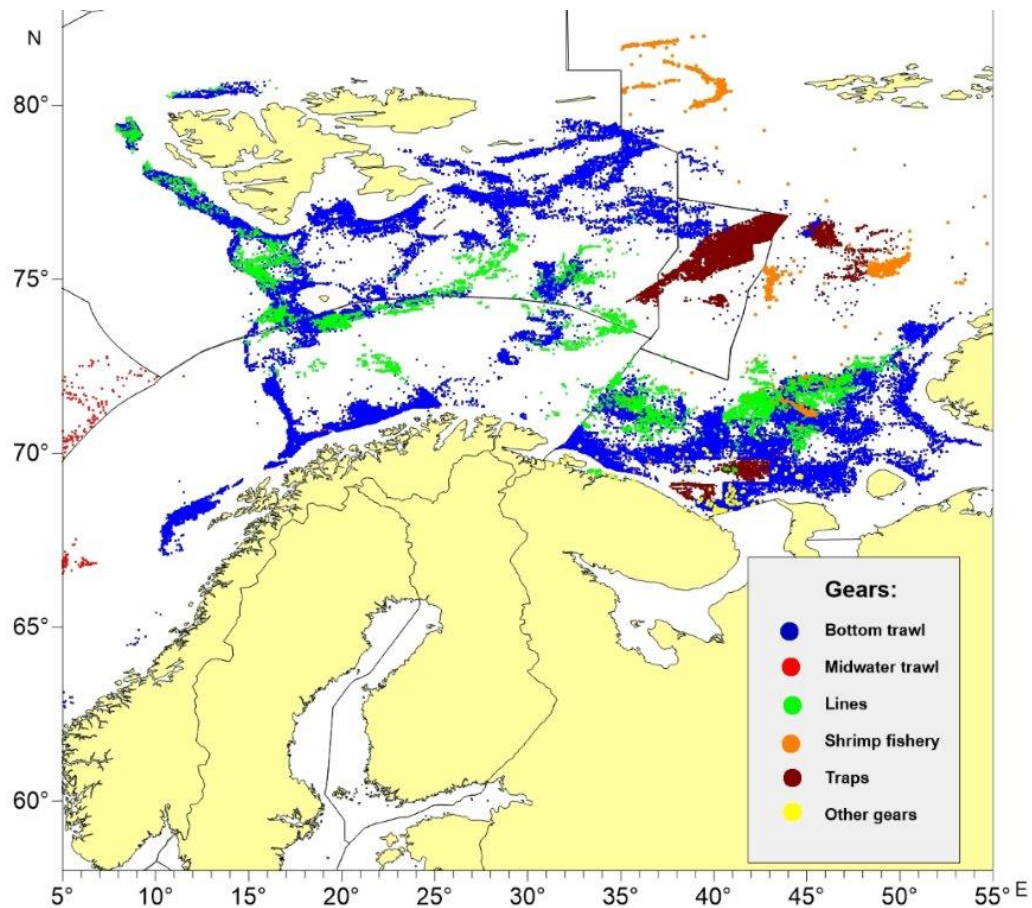 N
80°
75°
70°
65°
60°
Gears:
Bottom trawl
Midwater trawl
Lines
Shrimp fishery
Traps
Other gears
5 10° 15° 20° 25° 30° 35° 40° 45° 50° 55° E